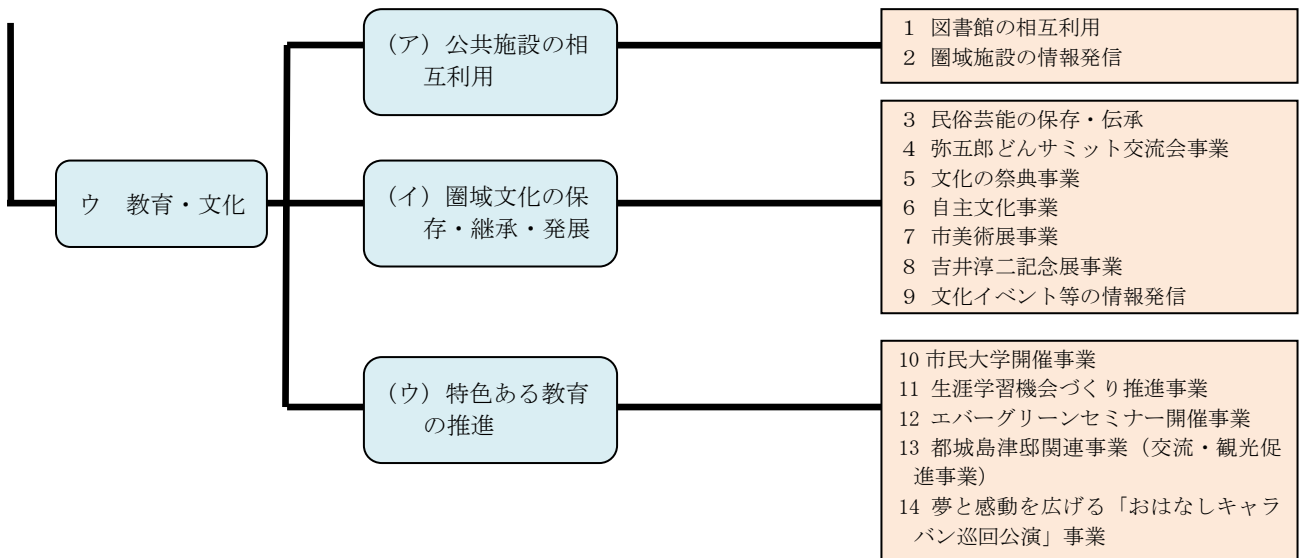 ウ 教育・文化
(ア)公共施設の相
互利用
1 図書館の相互利用
2 圏域施設の情報発信
(イ)圏域文化の保
存・継承・発展
3 民俗芸能の保存・伝承
4 弥五郎どんサミット交流会事業
5 文化の祭典事業
6 自主文化事業
7 市美術展事業
8 吉井淳二記念展事業
9 文化イベント等の情報発信
(ウ)特色ある教育
の推進
10 市民大学開催事業
11 生涯学習機会づくり推進事業
12 エバーグリーンセミナー開催事業
13 都城島津邸関連事業(交流・観光促
進事業)
14 夢と感動を広げる「おはなしキャラ
バン巡回公演」事業